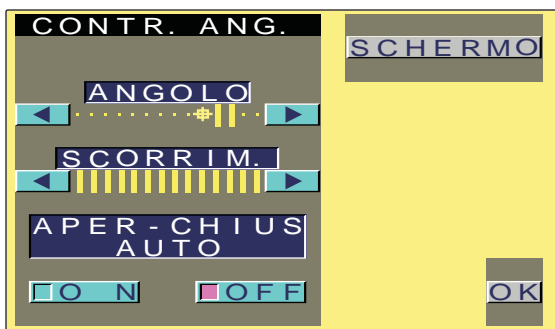 CONTR. ANG.
SCHERMO
ANGOLO
SCORRIM.
APER-CHIUS
AUTO
ON
OFF
OK